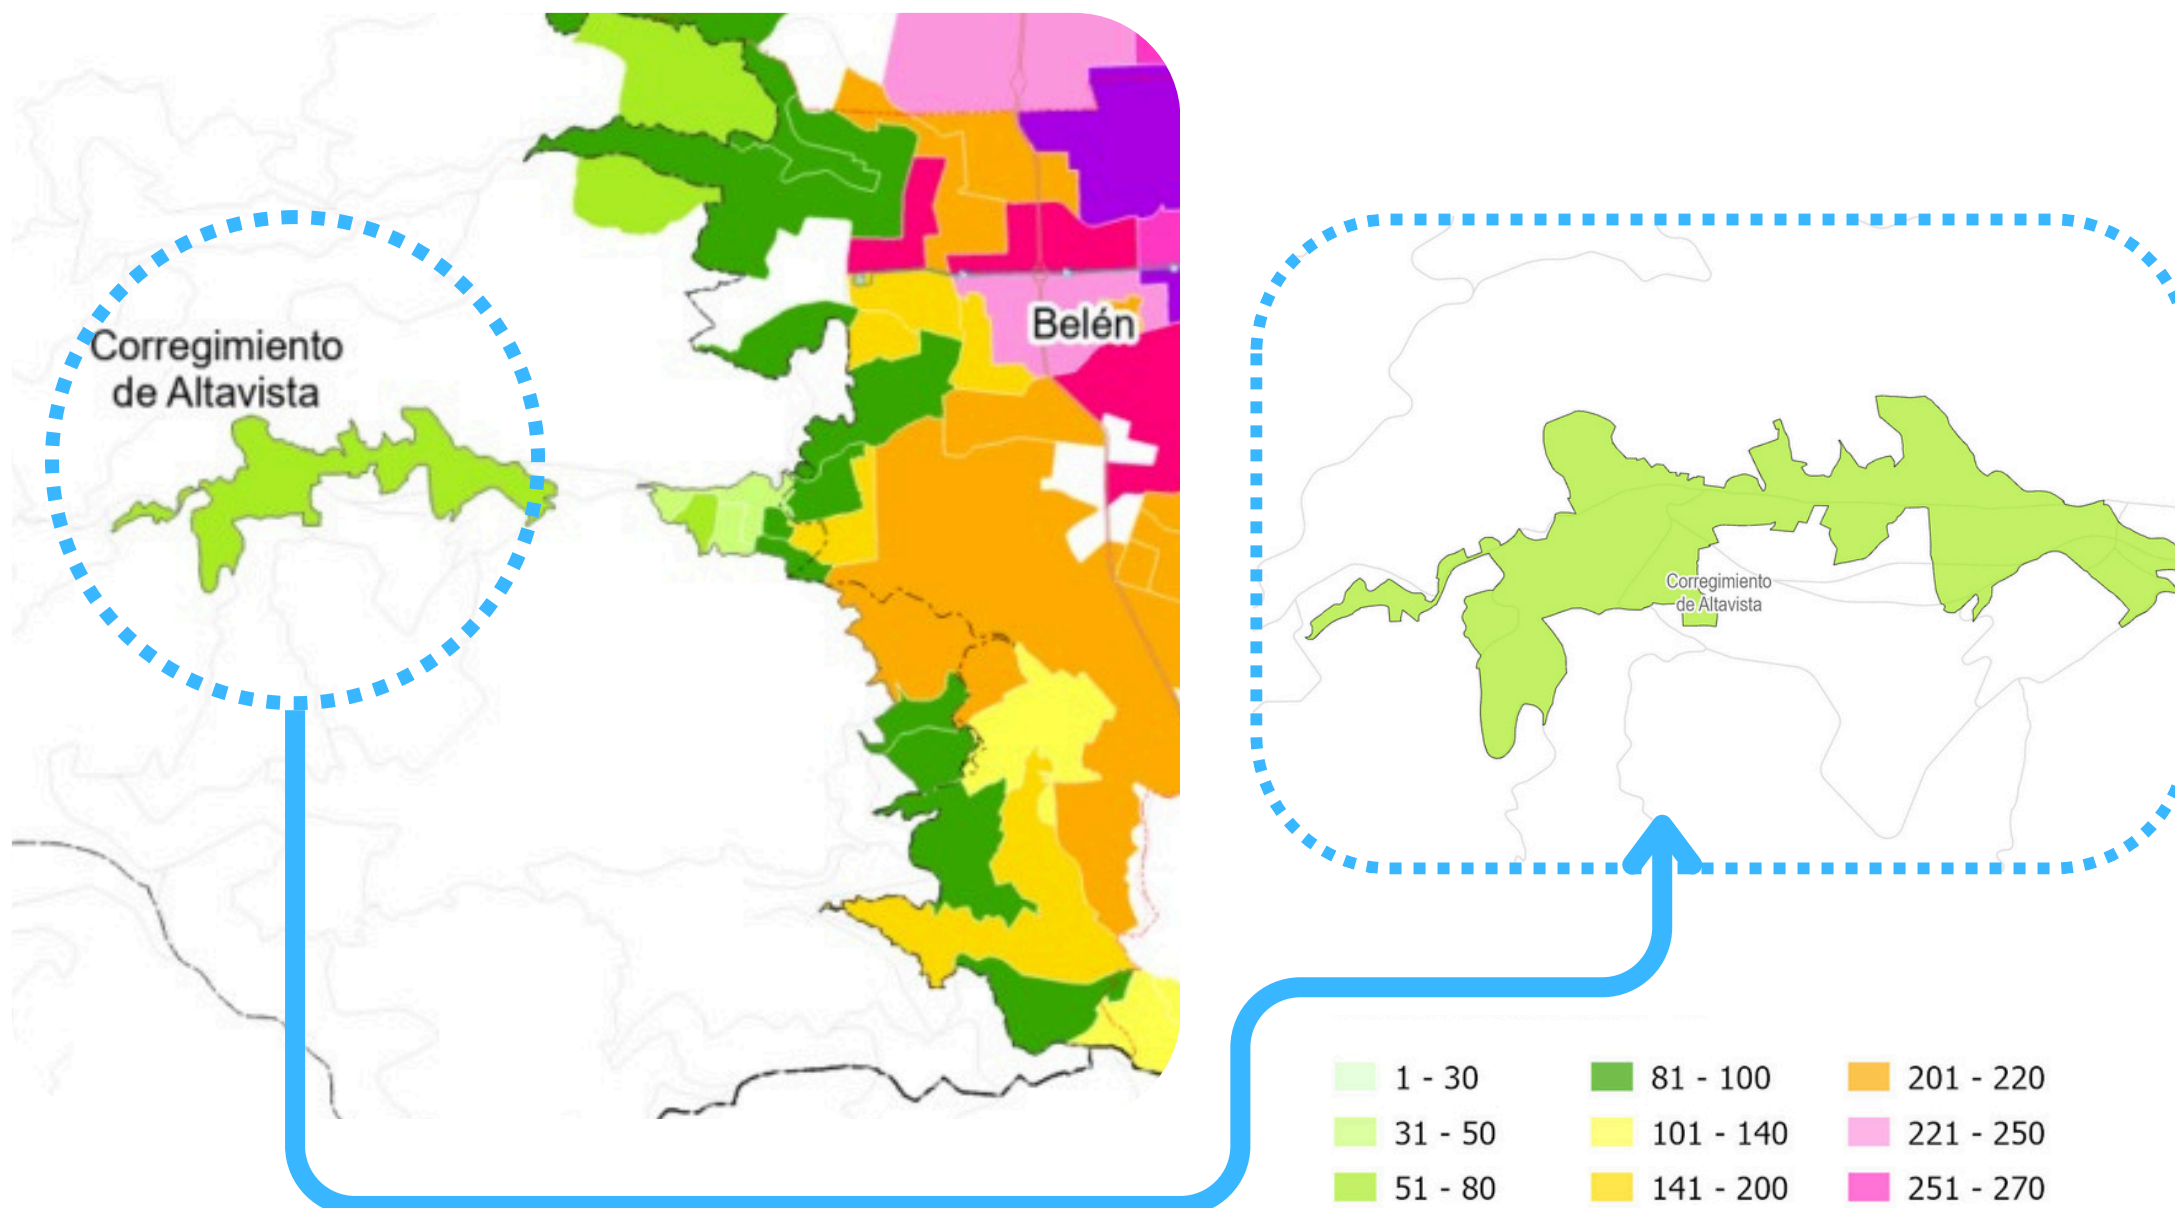 Corregimiento
de Altavista
Belén
Corregimiento
de Altavista
1 - 30
31 - 50
51 - 80
81 - 100
101 - 140
141 - 200
201 - 220
221 - 250
251 - 270